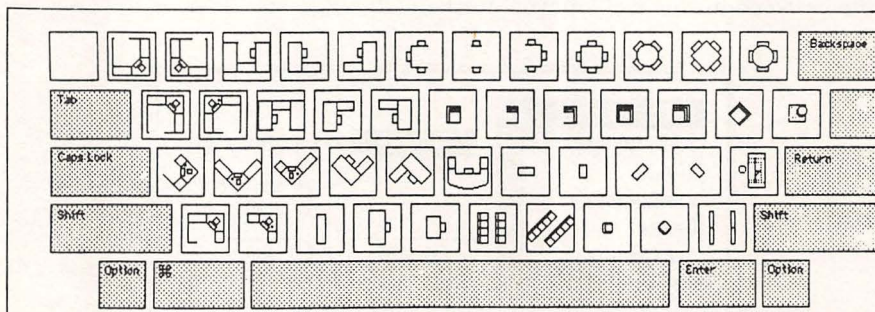 Backspace
Tab
Caps Lock
Return
Shift
Shift
Option
⌘
Enter
Option